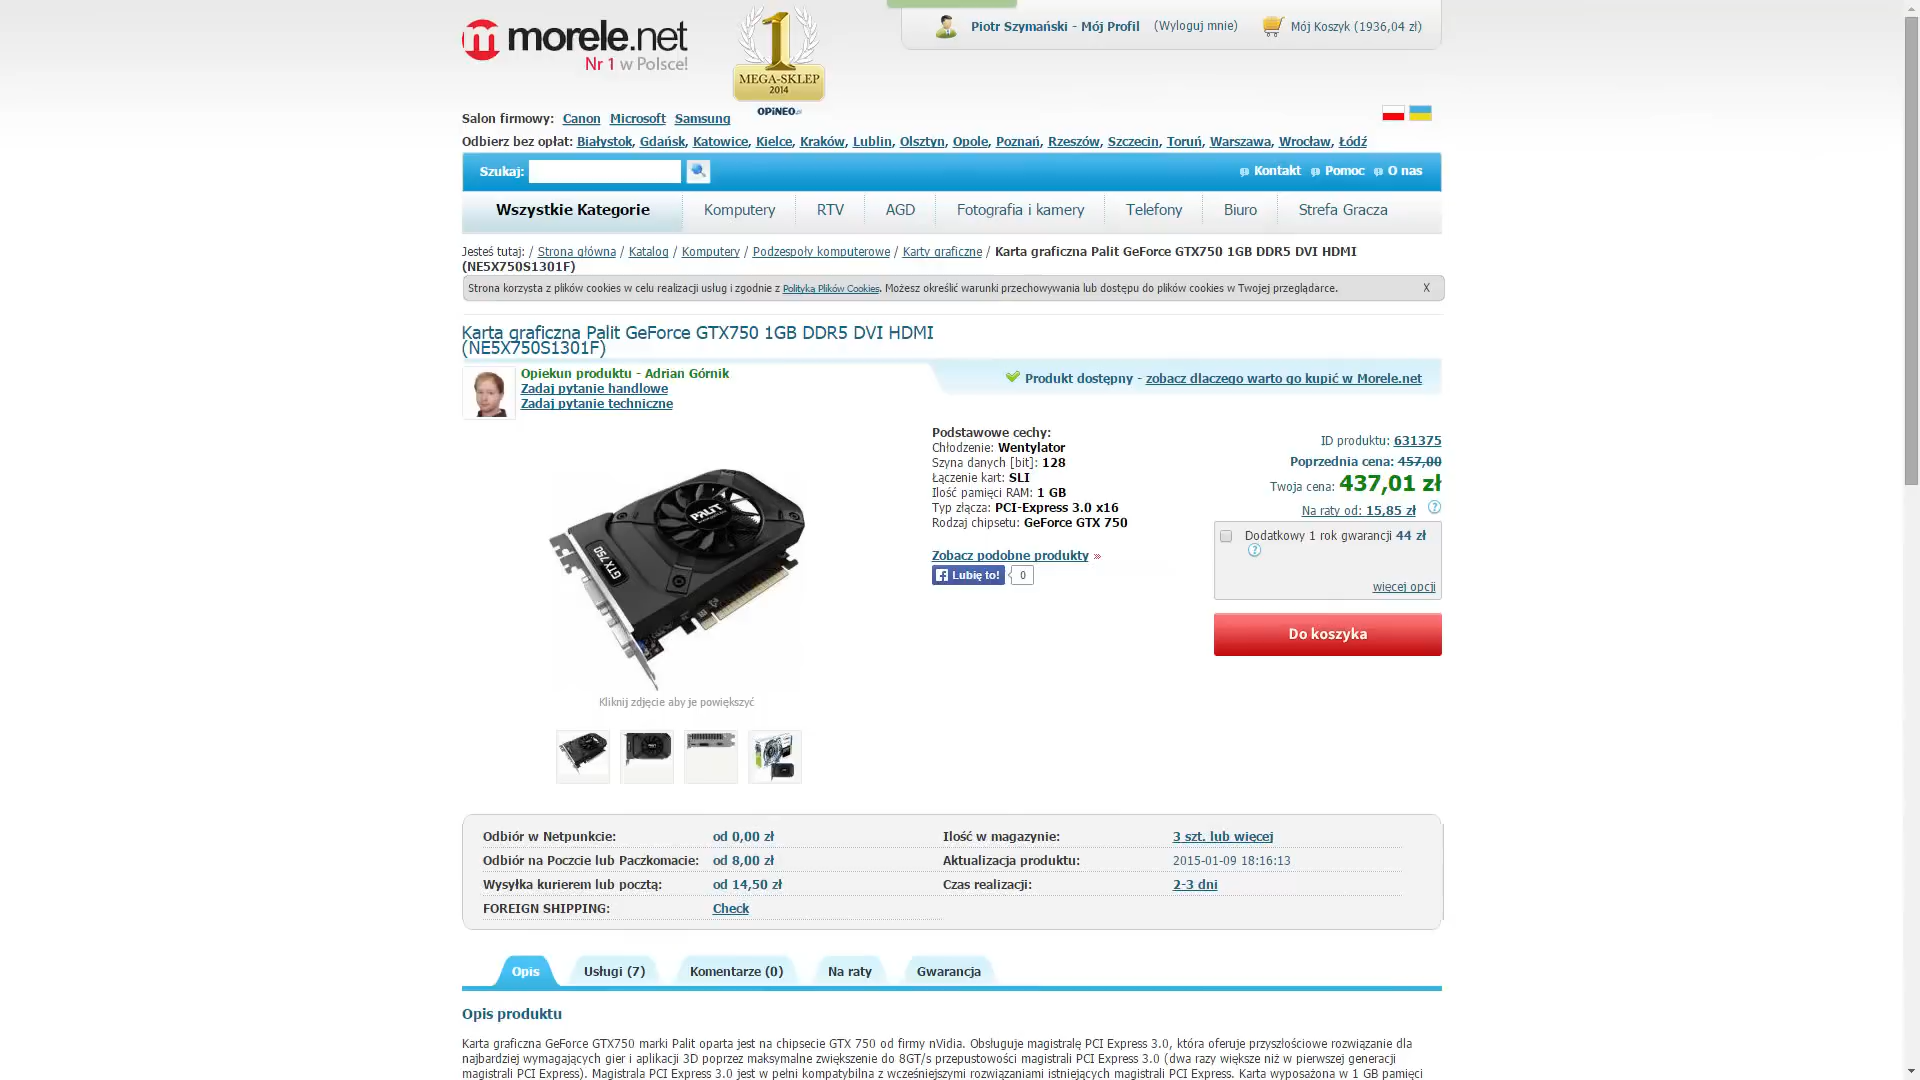 morele.net
Nr 1 w Polsce!
1
MEGA-SKLEP
2014
OPINEO
Piotr Szymański - Mój Profil (Wyloguj mnie) Mój Koszyk (1936,04 zł)
Salon firmowy: Canon Microsoft Samsung
Odbierz bez opłat: Białystok, Gdańsk, Katowice, Kielce, Kraków, Lublin, Olsztyn, Opole, Poznań, Rzeszów, Szczecin, Toruń, Warszawa, Wrocław, Łódź
Szukaj: Kontakt Pomoc O nas
Wszystkie Kategorie Komputery RTV AGD Fotografia i kamery Telefony Biuro Strefa Gracza
Jesteś tutaj: / Strona główna / Katalog / Komputery / Podzespoły komputerowe / Karty graficzne / Karta graficzna Palit GeForce GTX750 1GB DDR5 DVI HDMI
(NE5X750S1301F)
Strona korzysta z plików cookies w celu realizacji usług i zgodnie z Polityką Plików Cookies. Możesz określić warunki przechowywania lub dostępu do plików cookies w Twojej przeglądarce. X
Karta graficzna Palit GeForce GTX750 1GB DDR5 DVI HDMI
(NE5X750S1301F)
Opiekun produktu - Adrian Górnik
Zadaj pytanie handlowe
Zadaj pytanie techniczne
Produkt dostępny - zobacz dlaczego warto go kupić w Morele.net
PALIT
GTX750
Kliknij zdjęcie aby je powiększyć
Podstawowe cechy:
Chłodzenie: Wentylator
Szyna danych [bit]: 128
Łączenie kart: SLI
Ilość pamięci RAM: 1 GB
Typ złącza: PCI-Express 3.0 x16
Rodzaj chipsetu: GeForce GTX 750
Zobacz podobne produkty »
Lubię to! 0
ID produktu: 631375
Poprzednia cena: 457,00
Twoja cena: 437,01 zł
Na raty od: 15,85 zł ?
Dodatkowy 1 rok gwarancji 44 zł
?
więcej opcji
Do koszyka
Odbiór w Netpunkcie: od 0,00 zł Ilość w magazynie: 3 szt. lub więcej
Odbiór na Poczcie lub Paczkomacie: od 8,00 zł Aktualizacja produktu: 2015-01-09 18:16:13
Wysyłka kurierem lub pocztą: od 14,50 zł Czas realizacji: 2-3 dni
FOREIGN SHIPPING: Check
Opis Usługi (7) Komentarze (0) Na raty Gwarancja
Opis produktu
Karta graficzna GeForce GTX750 marki Palit oparta jest na chipsecie GTX 750 od firmy nVidia. Obsługuje magistralę PCI Express 3.0, która oferuje przyszłościowe rozwiązanie dla
najbardziej wymagających gier i aplikacji 3D poprzez maksymalne zwiększenie do 8GT/s przepustowości magistrali PCI Express 3.0 (dwa razy większe niż w pierwszej generacji
magistrali PCI Express). Magistrala PCI Express 3.0 jest w pełni kompatybilna z wcześniejszymi rozwiązaniami istniejących magistrali PCI Express. Karta wyposażona w 1 GB pamięci